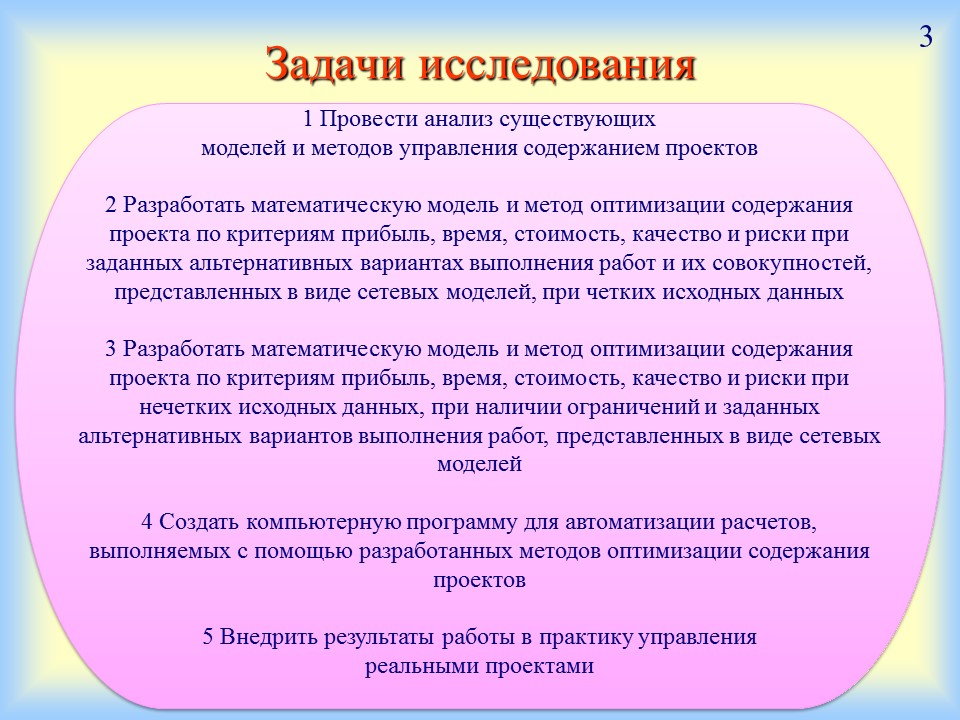 3
Задачи исследования
1 Провести анализ существующих
моделей и методов управления содержанием проектов
2 Разработать математическую модель и метод оптимизации содержания
проекта по критериям прибыль, время, стоимость, качество и риски при
заданных альтернативных вариантах выполнения работ и их совокупностей,
представленных в виде сетевых моделей, при четких исходных данных
3 Разработать математическую модель и метод оптимизации содержания
проекта по критериям прибыль, время, стоимость, качество и риски при
нечетких исходных данных, при наличии ограничений и заданных
альтернативных вариантов выполнения работ, представленных в виде сетевых
моделей
4 Создать компьютерную программу для автоматизации расчетов,
выполняемых с помощью разработанных методов оптимизации содержания
проектов
5 Внедрить результаты работы в практику управления
реальными проектами